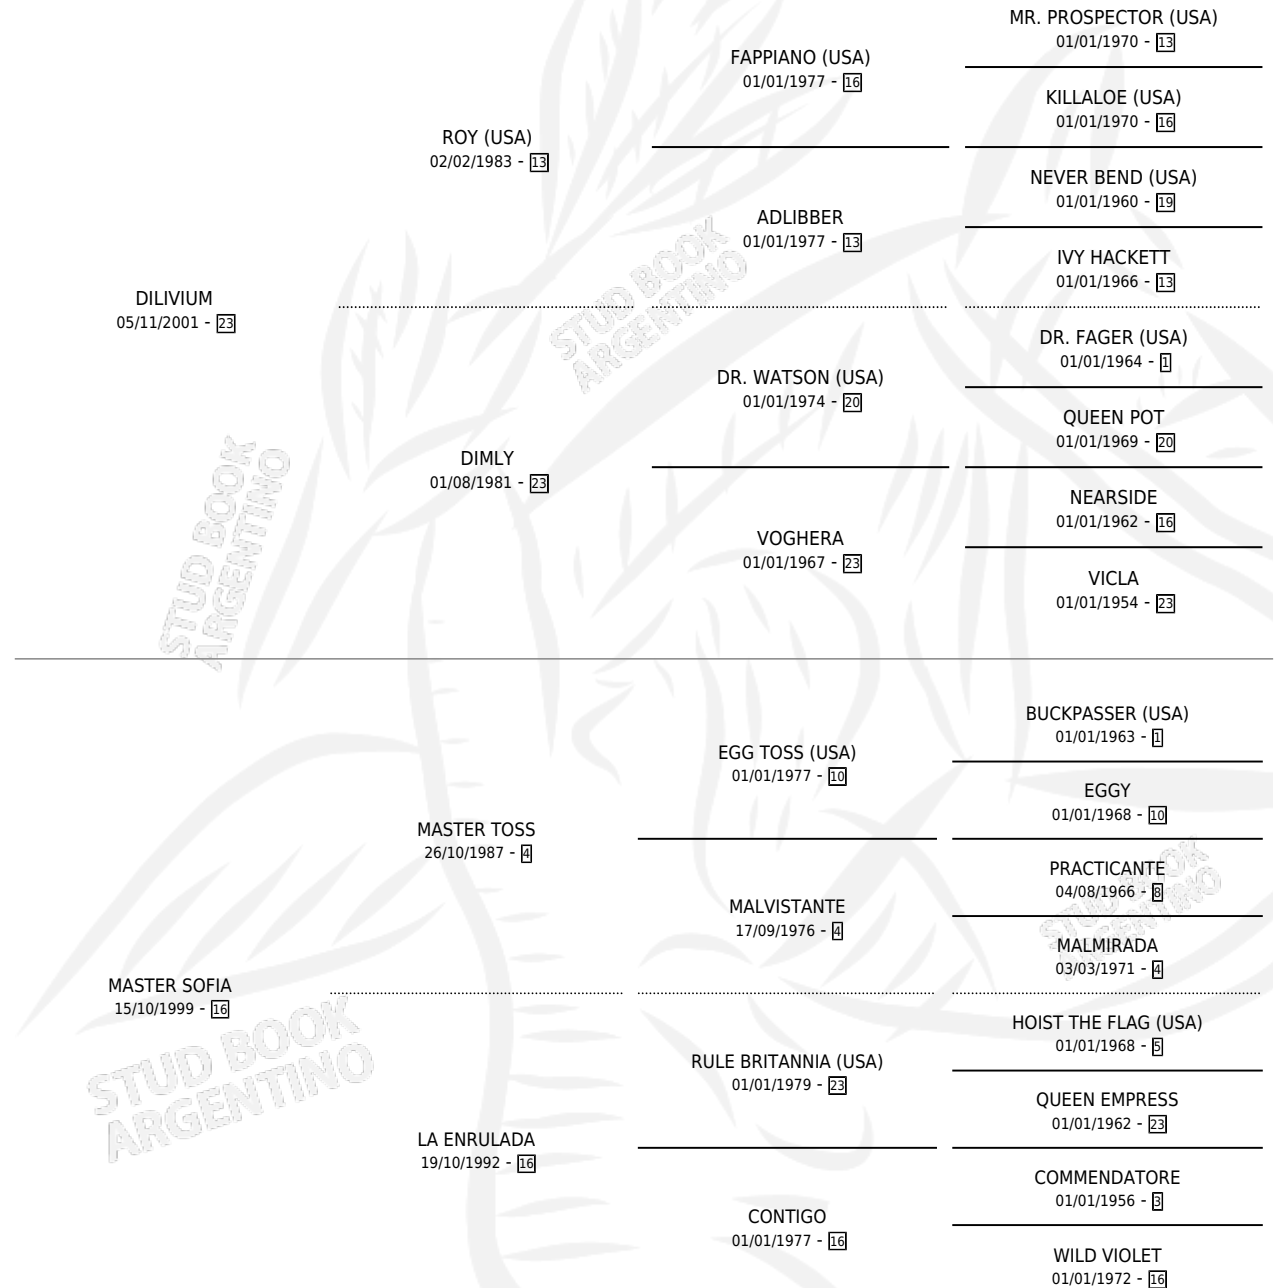 MR. PROSPECTOR (USA)
01/01/1970 - 13
FAPPIANO (USA)
01/01/1977 - 16
KILLALOE (USA)
01/01/1970 - 16
ROY (USA)
02/02/1983 - 13
NEVER BEND (USA)
01/01/1960 - 19
ADLIBBER
01/01/1977 - 13
IVY HACKETT
01/01/1966 - 13
DILIVIUM
05/11/2001 - 23
DR. FAGER (USA)
01/01/1964 - 1
DR. WATSON (USA)
01/01/1974 - 20
QUEEN POT
01/01/1969 - 20
DIMLY
01/08/1981 - 23
NEARSIDE
01/01/1962 - 16
VOGHERA
01/01/1967 - 23
VICLA
01/01/1954 - 23
STUD BOOK
ARGENTINO
STUD BOOK
ARGENTINO
BUCKPASSER (USA)
01/01/1963 - 1
EGG TOSS (USA)
01/01/1977 - 10
EGGY
01/01/1968 - 10
MASTER TOSS
26/10/1987 - 4
PRACTICANTE
04/08/1966 - 8
MALVISTANTE
17/09/1976 - 4
MALMIRADA
03/03/1971 - 4
STUD BOOK
ARGENTINO
MASTER SOFIA
15/10/1999 - 16
HOIST THE FLAG (USA)
01/01/1968 - 5
RULE BRITANNIA (USA)
01/01/1979 - 23
QUEEN EMPRESS
01/01/1962 - 23
LA ENRULADA
19/10/1992 - 16
COMMENDATORE
01/01/1956 - 3
CONTIGO
01/01/1977 - 16
WILD VIOLET
01/01/1972 - 16
STUD BOOK
ARGENTINO